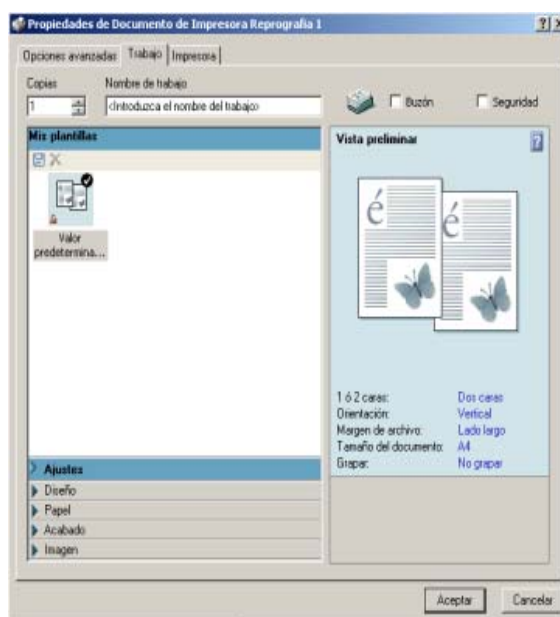 Propiedades de Documento de Impresora Reprografia 1
Opciones avanzadas Trabajo Impresora
Copias Nombre de trabajo
1 <Introduzca el nombre del trabajo> Buzón Seguridad
Mis plantillas Vista preliminar
é é
Valor
predetermina...
1 ó 2 caras: Dos caras
Orientación: Vertical
Margen de archivo: Lado largo
Tamaño del documento: A4
Grapar: No grapar
Ajustes
Diseño
Papel
Acabado
Imagen
Aceptar Cancelar